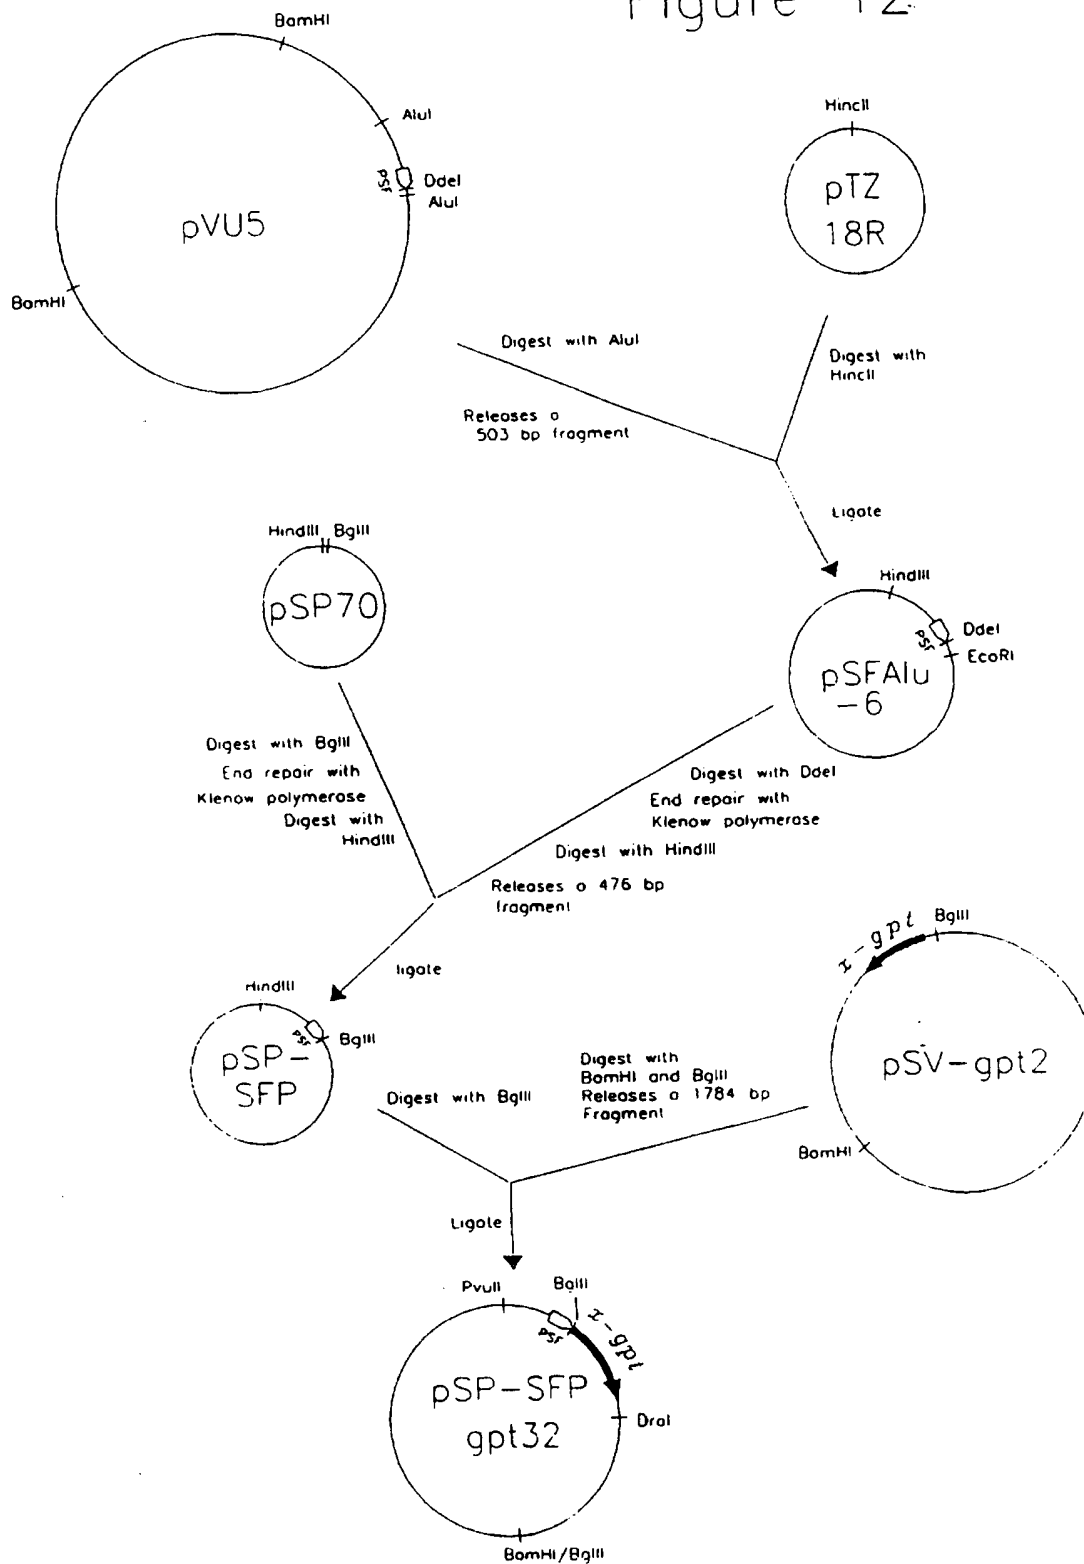 Figure 12
BamHI
AluI
pSF
DdeI
AluI
pVU5
BamHI
HincII
pTZ
18R
Digest with AluI
Digest with
HincII
Releases a
503 bp fragment
Ligate
HindIII BglII
pSP70
HindIII
pSF
DdeI
EcoRI
pSFAlu
-6
Digest with BglII
End repair with
Klenow polymerase
Digest with
HindIII
Digest with DdeI
End repair with
Klenow polymerase
Digest with HindIII
Releases a 476 bp
fragment
ligate
HindIII
pSF
BglII
pSP-
SFP
x-gpt
BglII
pSV-gpt2
BamHI
Digest with BglII
Digest with
BamHI and BglII
Releases a 1784 bp
Fragment
Ligate
PvuII
BglII
pSF
x-gpt
pSP-SFP
gpt32
DraI
BamHI/BglII